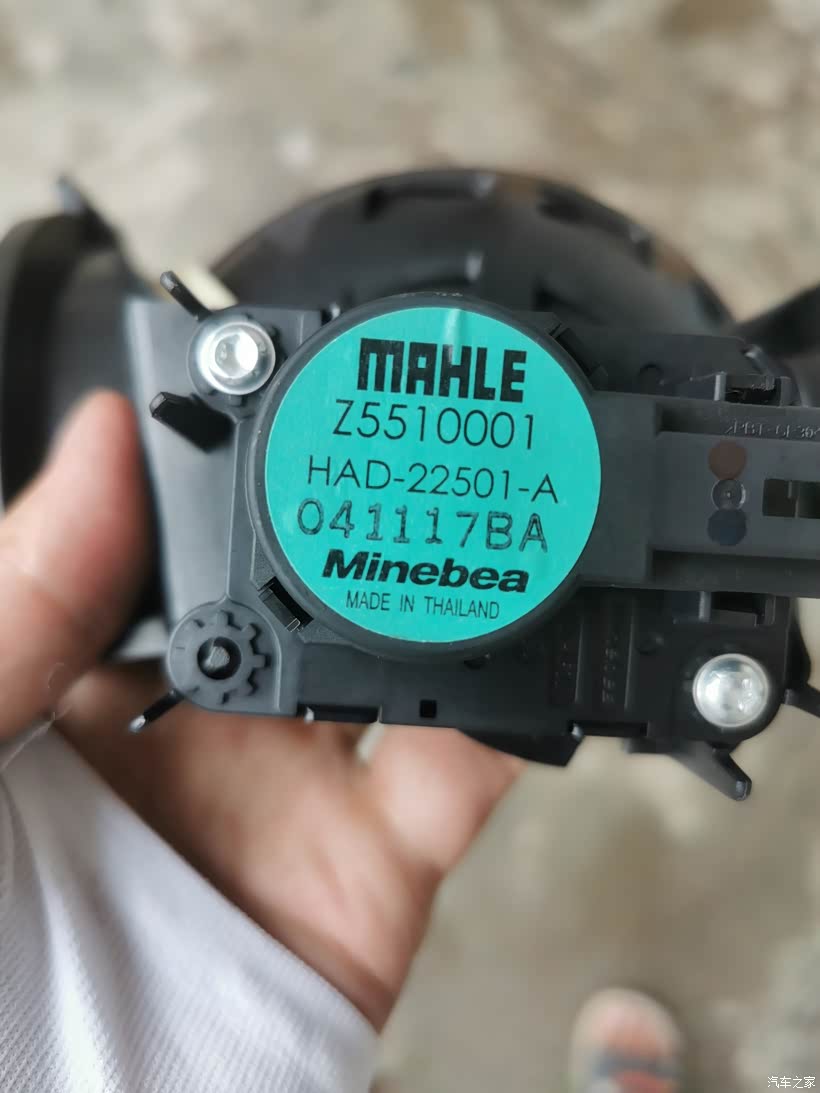 MAHLE
Z5510001
HAD-22501-A
041117BA
Minebea
MADE IN THAILAND
汽车之家